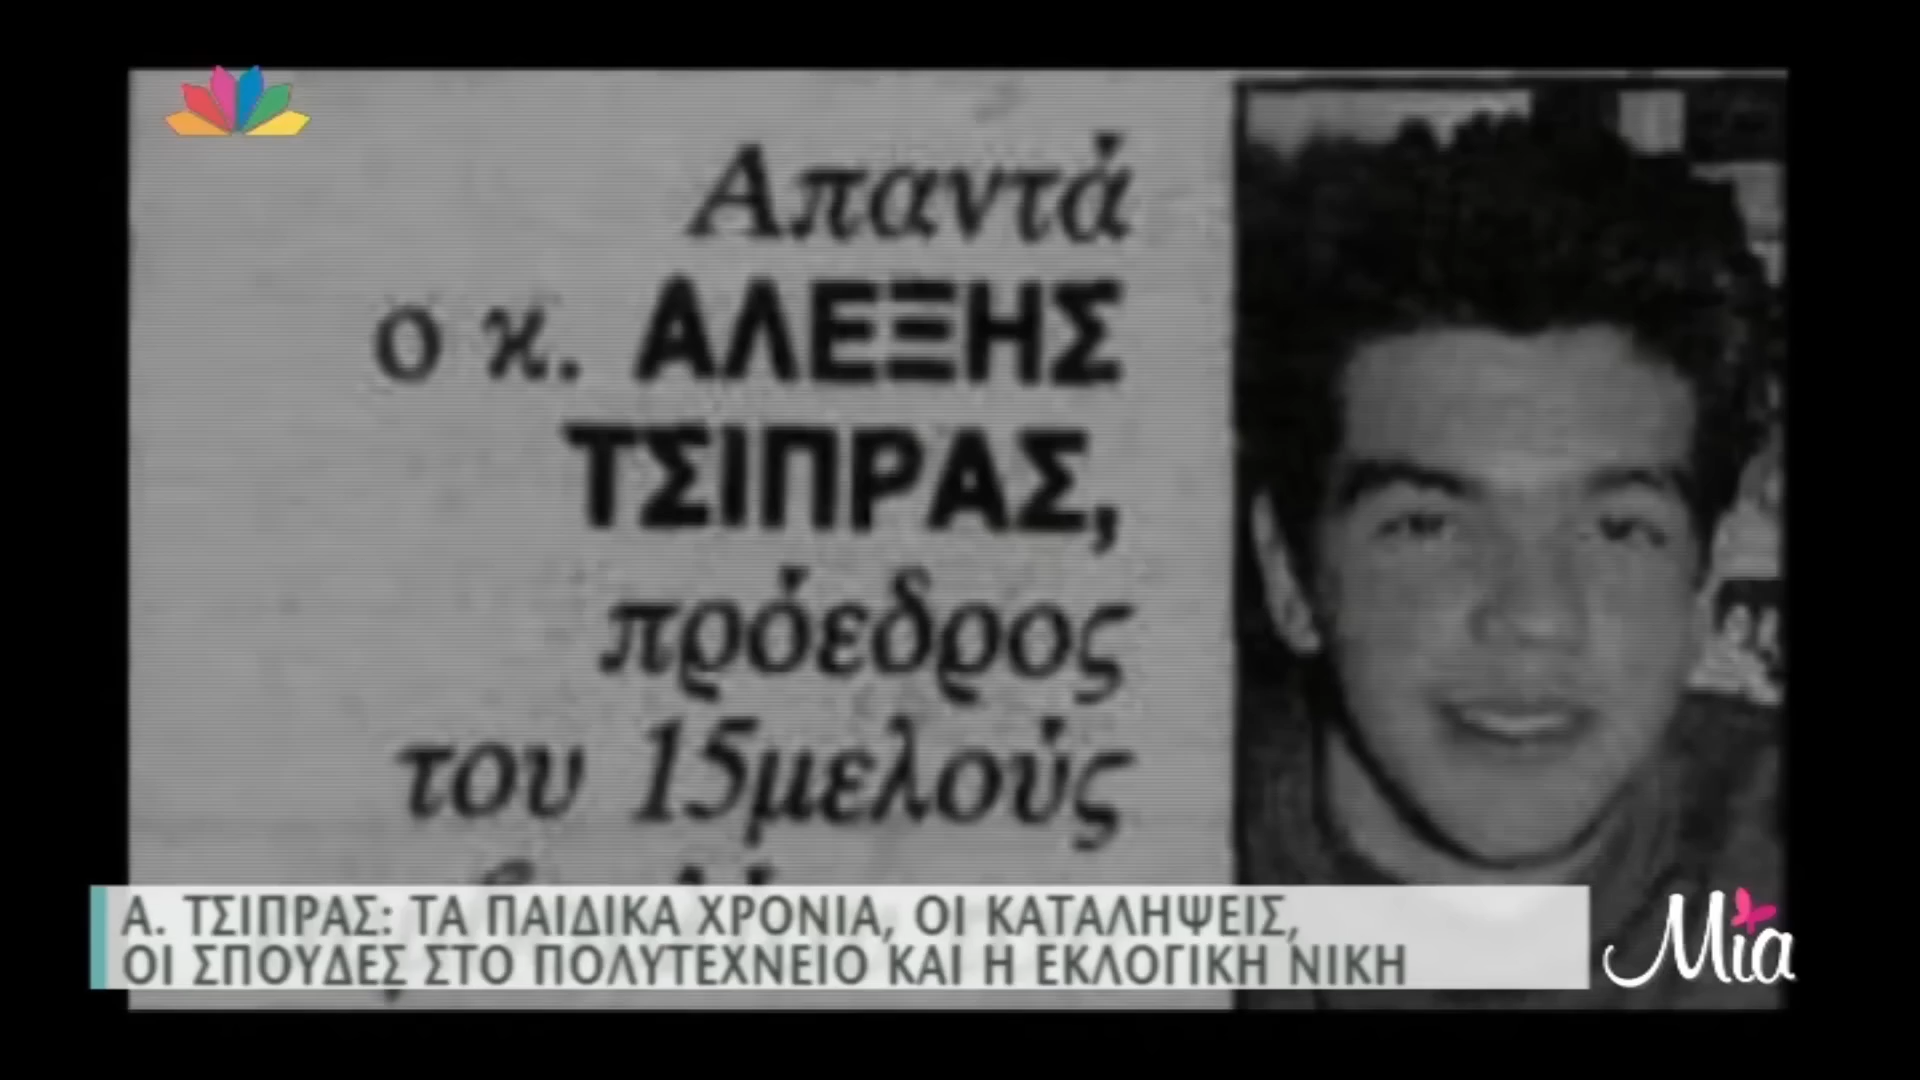 Απαντά
ο κ. ΑΛΕΞΗΣ
ΤΣΙΠΡΑΣ,
πρόεδρος
του 15μελούς
Α. ΤΣΙΠΡΑΣ: ΤΑ ΠΑΙΔΙΚΑ ΧΡΟΝΙΑ, ΟΙ ΚΑΤΑΛΗΨΕΙΣ,
ΟΙ ΣΠΟΥΔΕΣ ΣΤΟ ΠΟΛΥΤΕΧΝΕΙΟ ΚΑΙ Η ΕΚΛΟΓΙΚΗ ΝΙΚΗ
Μία